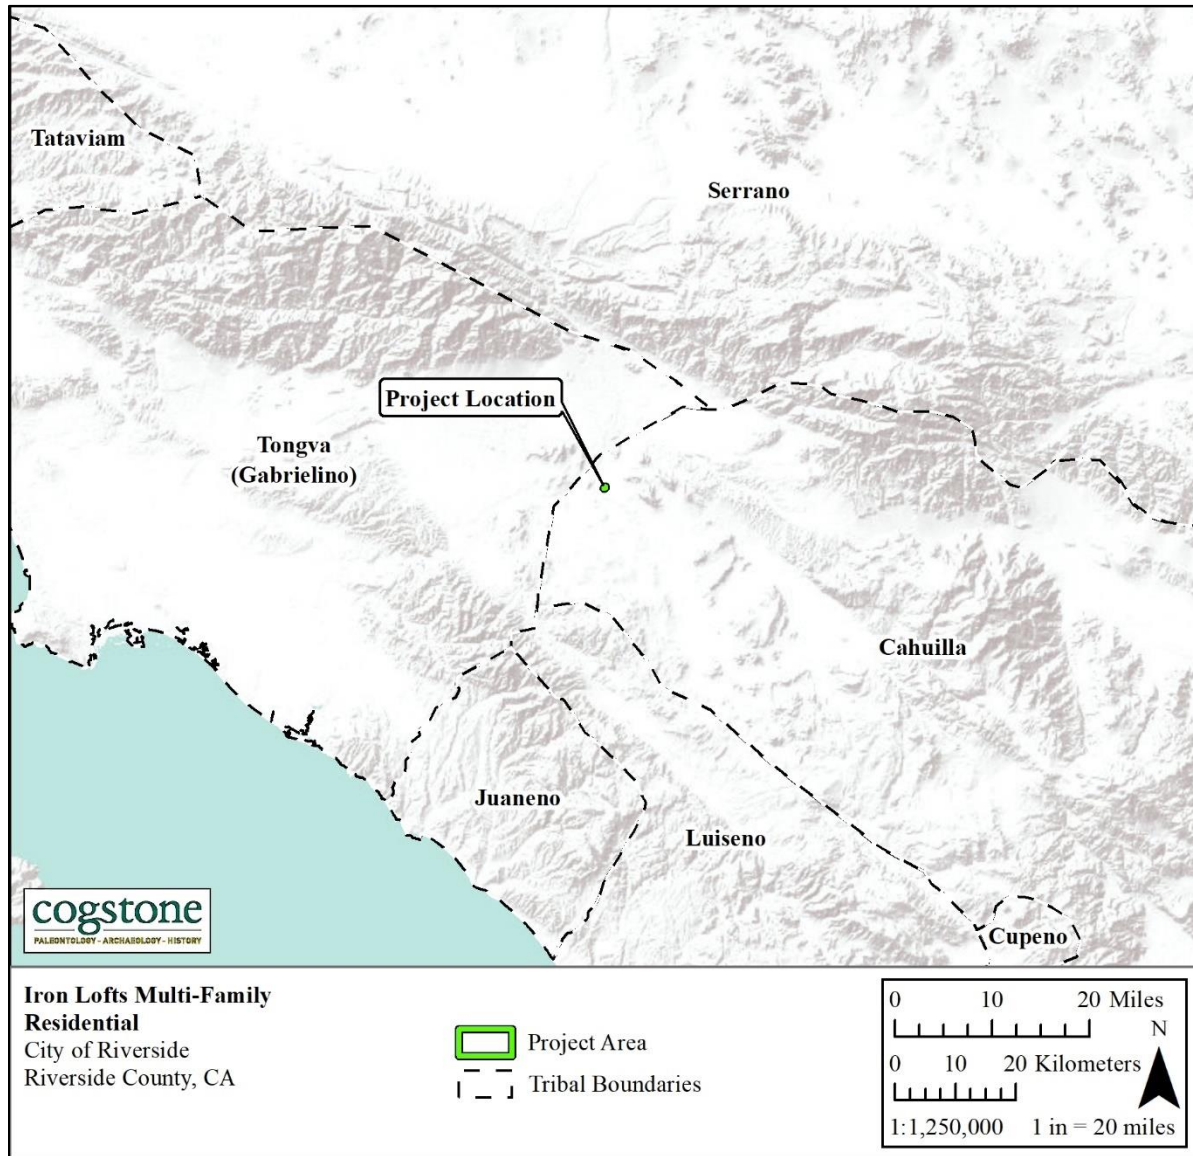 Tataviam
Serrano
Project Location
Tongva
(Gabrielino)
Cahuilla
Juaneno
Luiseno
Cupeno
cogstone
PALEONTOLOGY - ARCHAEOLOGY - HISTORY
Iron Lofts Multi-Family
Residential
City of Riverside
Riverside County, CA
Project Area
Tribal Boundaries
0 10 20 Miles
N
0 10 20 Kilometers
1:1,250,000 1 in = 20 miles